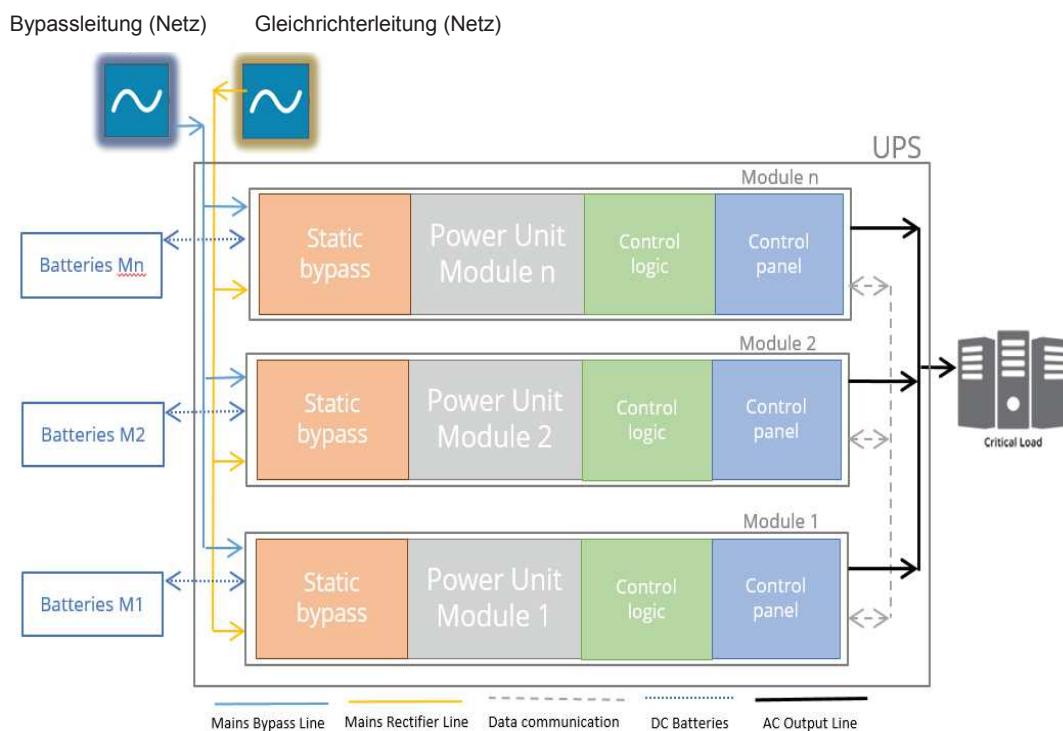 Bypassleitung (Netz)
Gleichrichterleitung (Netz)
UPS
Module n
Static
bypass
Power Unit
Module n
Control
logic
Control
panel
Batteries Mn
Module 2
Static
bypass
Power Unit
Module 2
Control
logic
Control
panel
Batteries M2
Critical Load
Module 1
Static
bypass
Power Unit
Module 1
Control
logic
Control
panel
Batteries M1
Mains Bypass Line
Mains Rectifier Line
Data communication
DC Batteries
AC Output Line